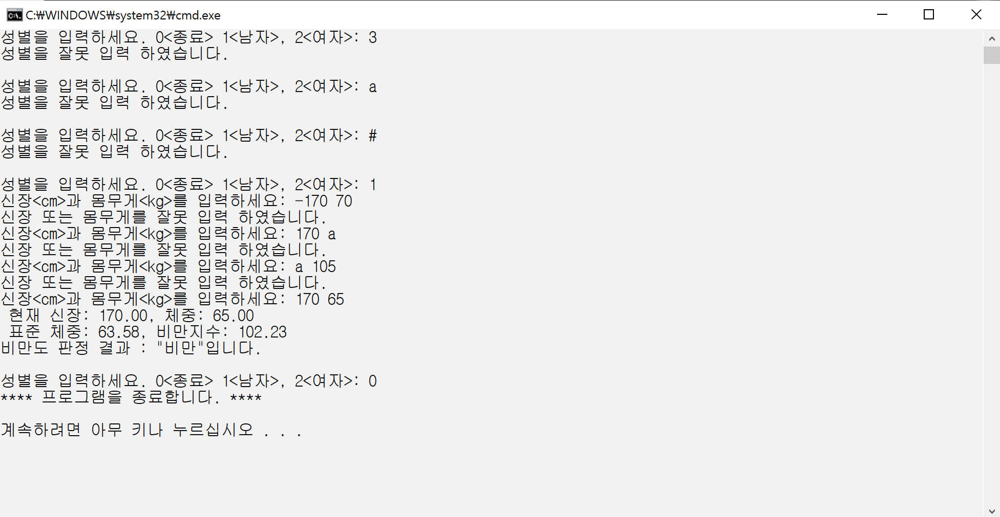 C:₩WINDOWS₩system32₩cmd.exe
성별을 입력하세요. 0<종료> 1<남자>, 2<여자>: 3
성별을 잘못 입력 하였습니다.
성별을 입력하세요. 0<종료> 1<남자>, 2<여자>: a
성별을 잘못 입력 하였습니다.
성별을 입력하세요. 0<종료> 1<남자>, 2<여자>: #
성별을 잘못 입력 하였습니다.
성별을 입력하세요. 0<종료> 1<남자>, 2<여자>: 1
신장<cm>과 몸무게<kg>를 입력하세요: -170 70
신장 또는 몸무게를 잘못 입력 하였습니다.
신장<cm>과 몸무게<kg>를 입력하세요: 170 a
신장 또는 몸무게를 잘못 입력 하였습니다.
신장<cm>과 몸무게<kg>를 입력하세요: a 105
신장 또는 몸무게를 잘못 입력 하였습니다.
신장<cm>과 몸무게<kg>를 입력하세요: 170 65
현재 신장: 170.00, 체중: 65.00
표준 체중: 63.58, 비만지수: 102.23
비만도 판정 결과 : "비만"입니다.
성별을 입력하세요. 0<종료> 1<남자>, 2<여자>: 0
**** 프로그램을 종료합니다. ****
계속하려면 아무 키나 누르십시오 . . .